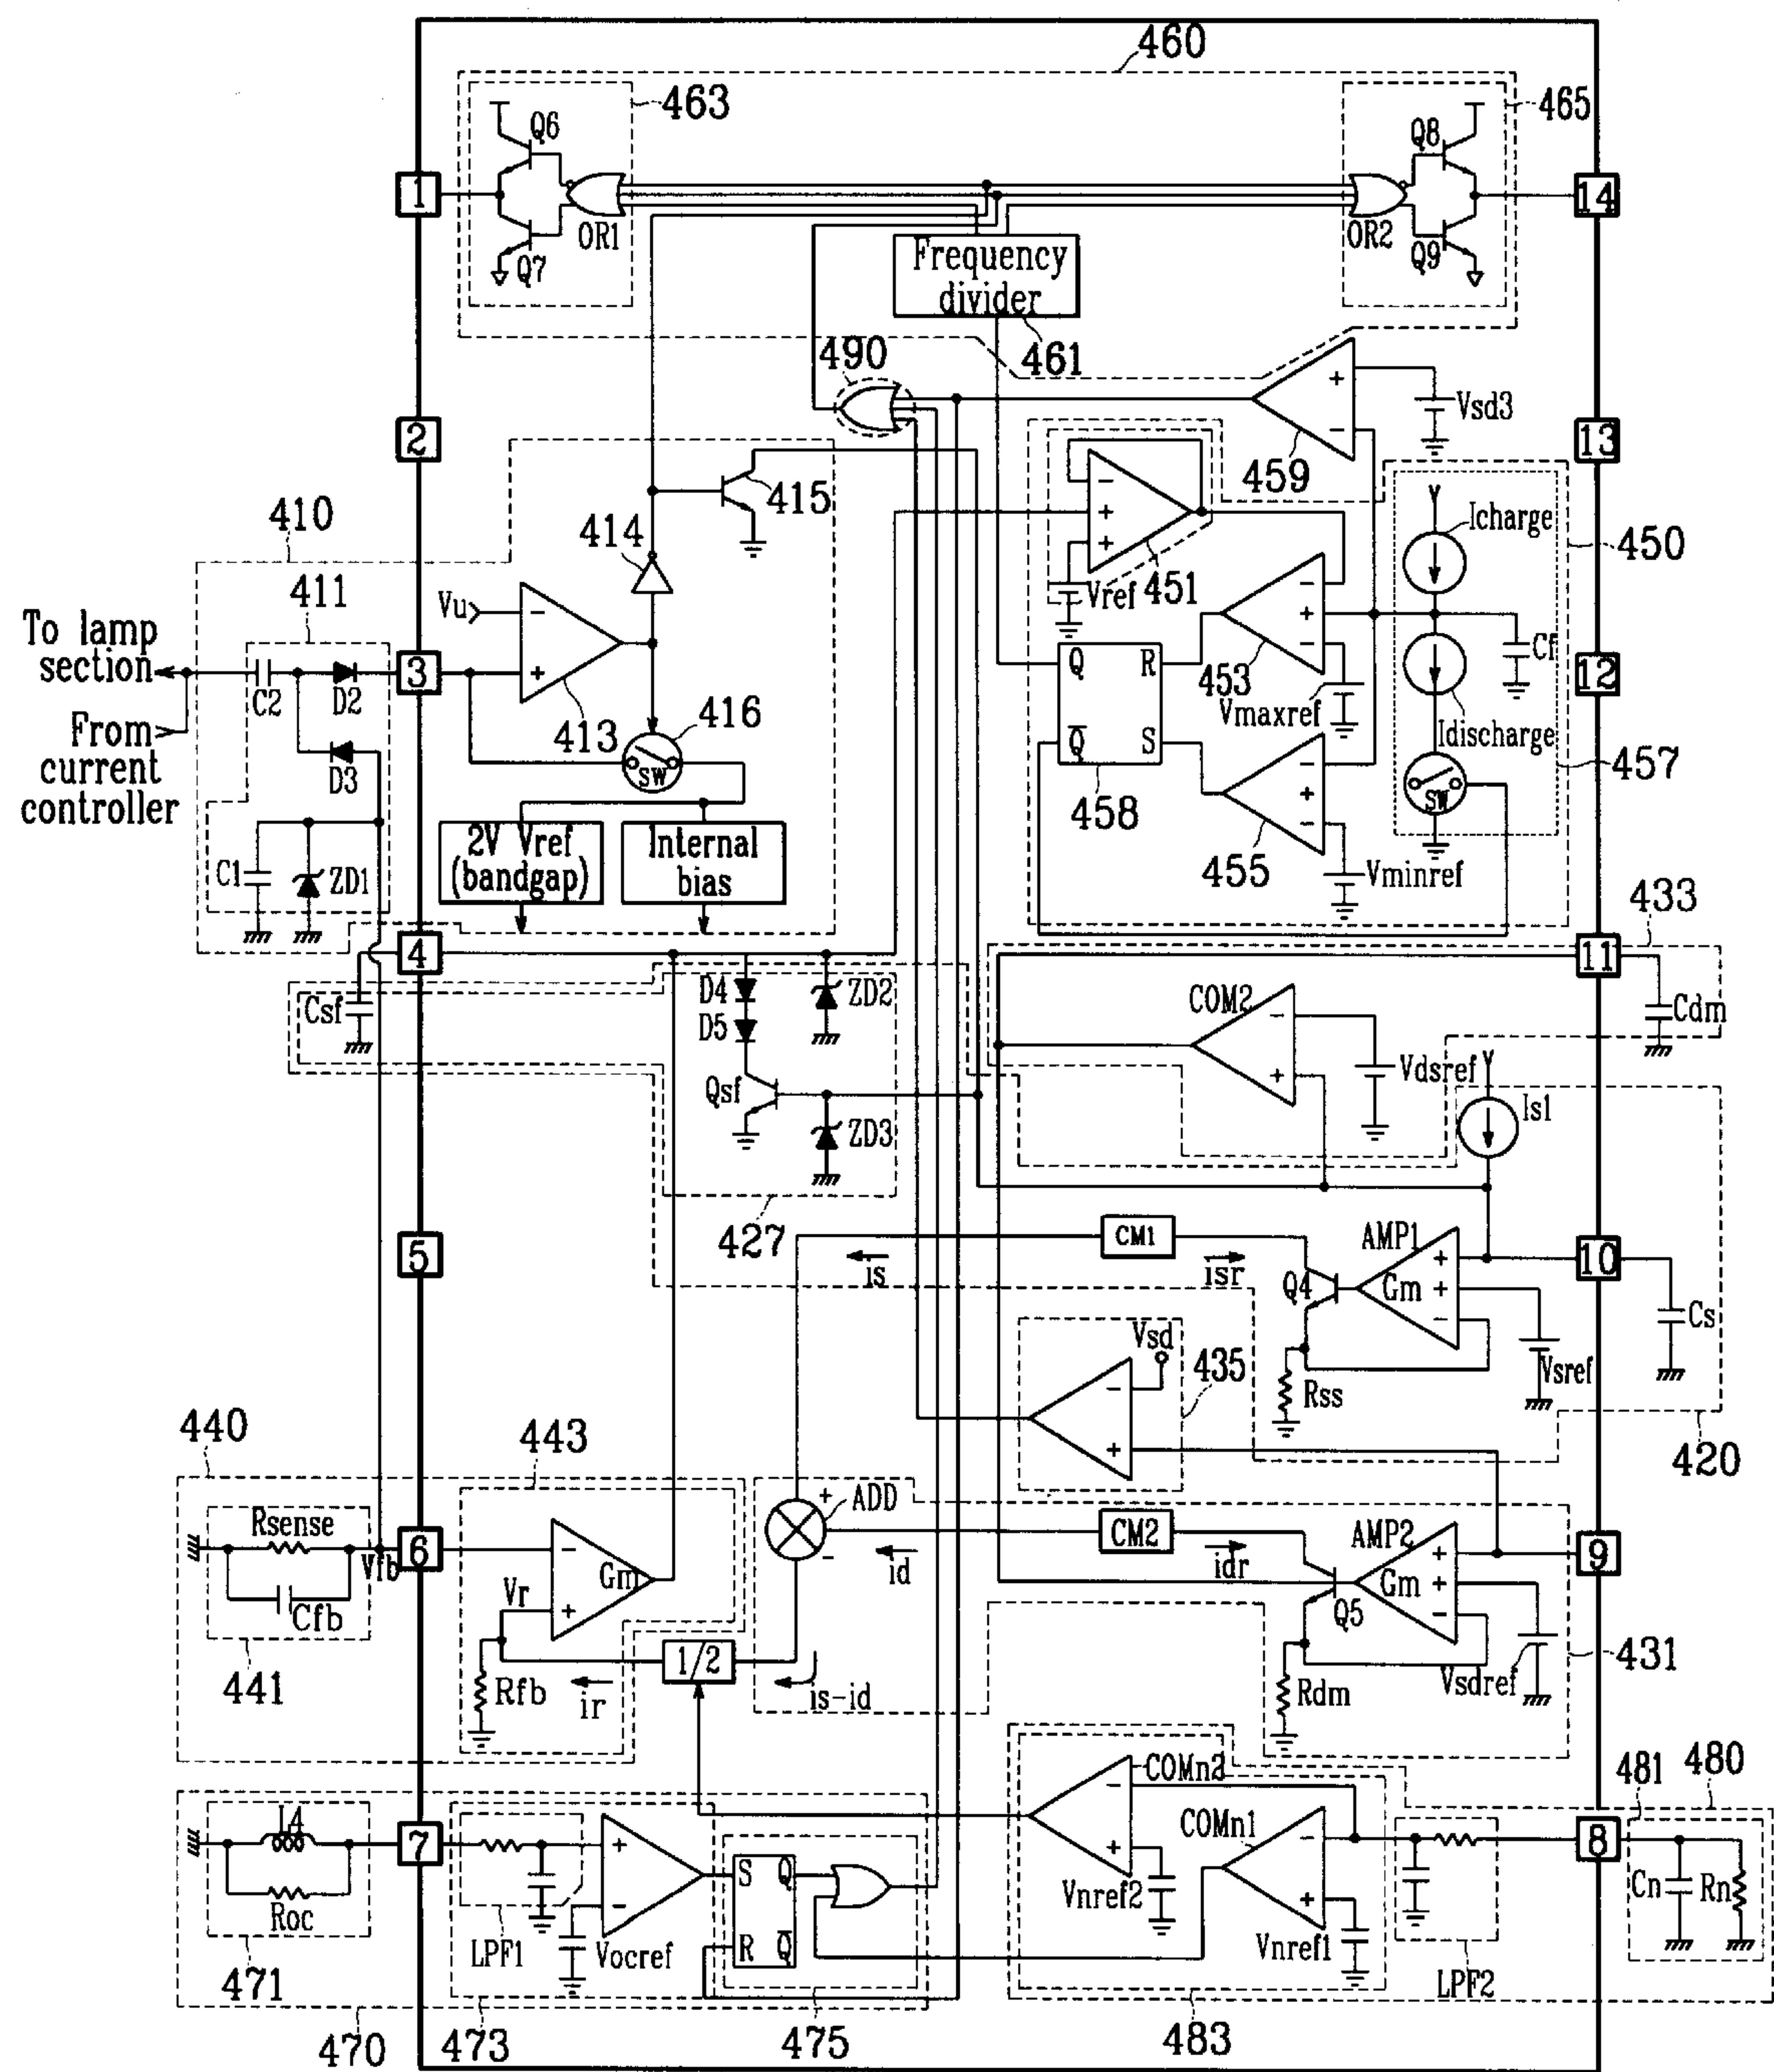 460
463
465
Q6
Q8
1
14
OR1
OR2
Q7
Q9
Frequency
divider
461
490
Vsd3
2
13
459
415
410
414
Icharge
450
411
Vu
Vref
451
To lamp
section
3
Cf
12
C2
D2
Q
R
453
416
Vmaxref
From
current
controller
413
D3
SW
Q
S
Idischarge
457
458
SW
2V Vref
(bandgap)
Internal
bias
C1
ZD1
455
Vminref
433
4
11
Csf
D4
ZD2
COM2
Cdm
D5
Vdsref
Qsf
Is1
ZD3
427
5
CM1
AMP1
10
is
isr
Q4
Gm
Cs
Vsd
435
Vsref
Rss
440
443
420
Rsense
ADD
6
CM2
AMP2
9
Vfb
Gm
id
idr
Gm
Vr
Q5
Cfb
1/2
441
Rfb
ir
is-id
Rdm
Vsdref
431
COMn2
481
480
L4
COMn1
7
8
S
Q
Vnref2
Cn
Rn
Roc
LPF1
Vocref
R
Q
Vnref1
471
LPF2
470
473
475
483